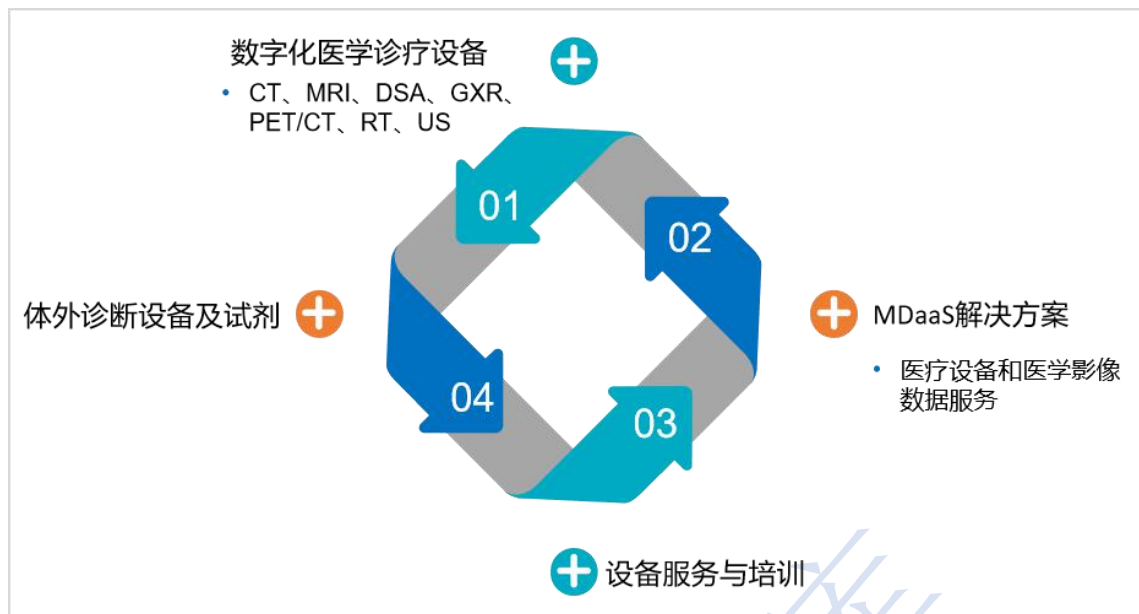 数字化医学诊疗设备
• CT、MRI、DSA、GXR、
PET/CT、RT、US
01
02
体外诊断设备及试剂
MDaaS解决方案
• 医疗设备和医学影像
数据服务
04
03
设备服务与培训